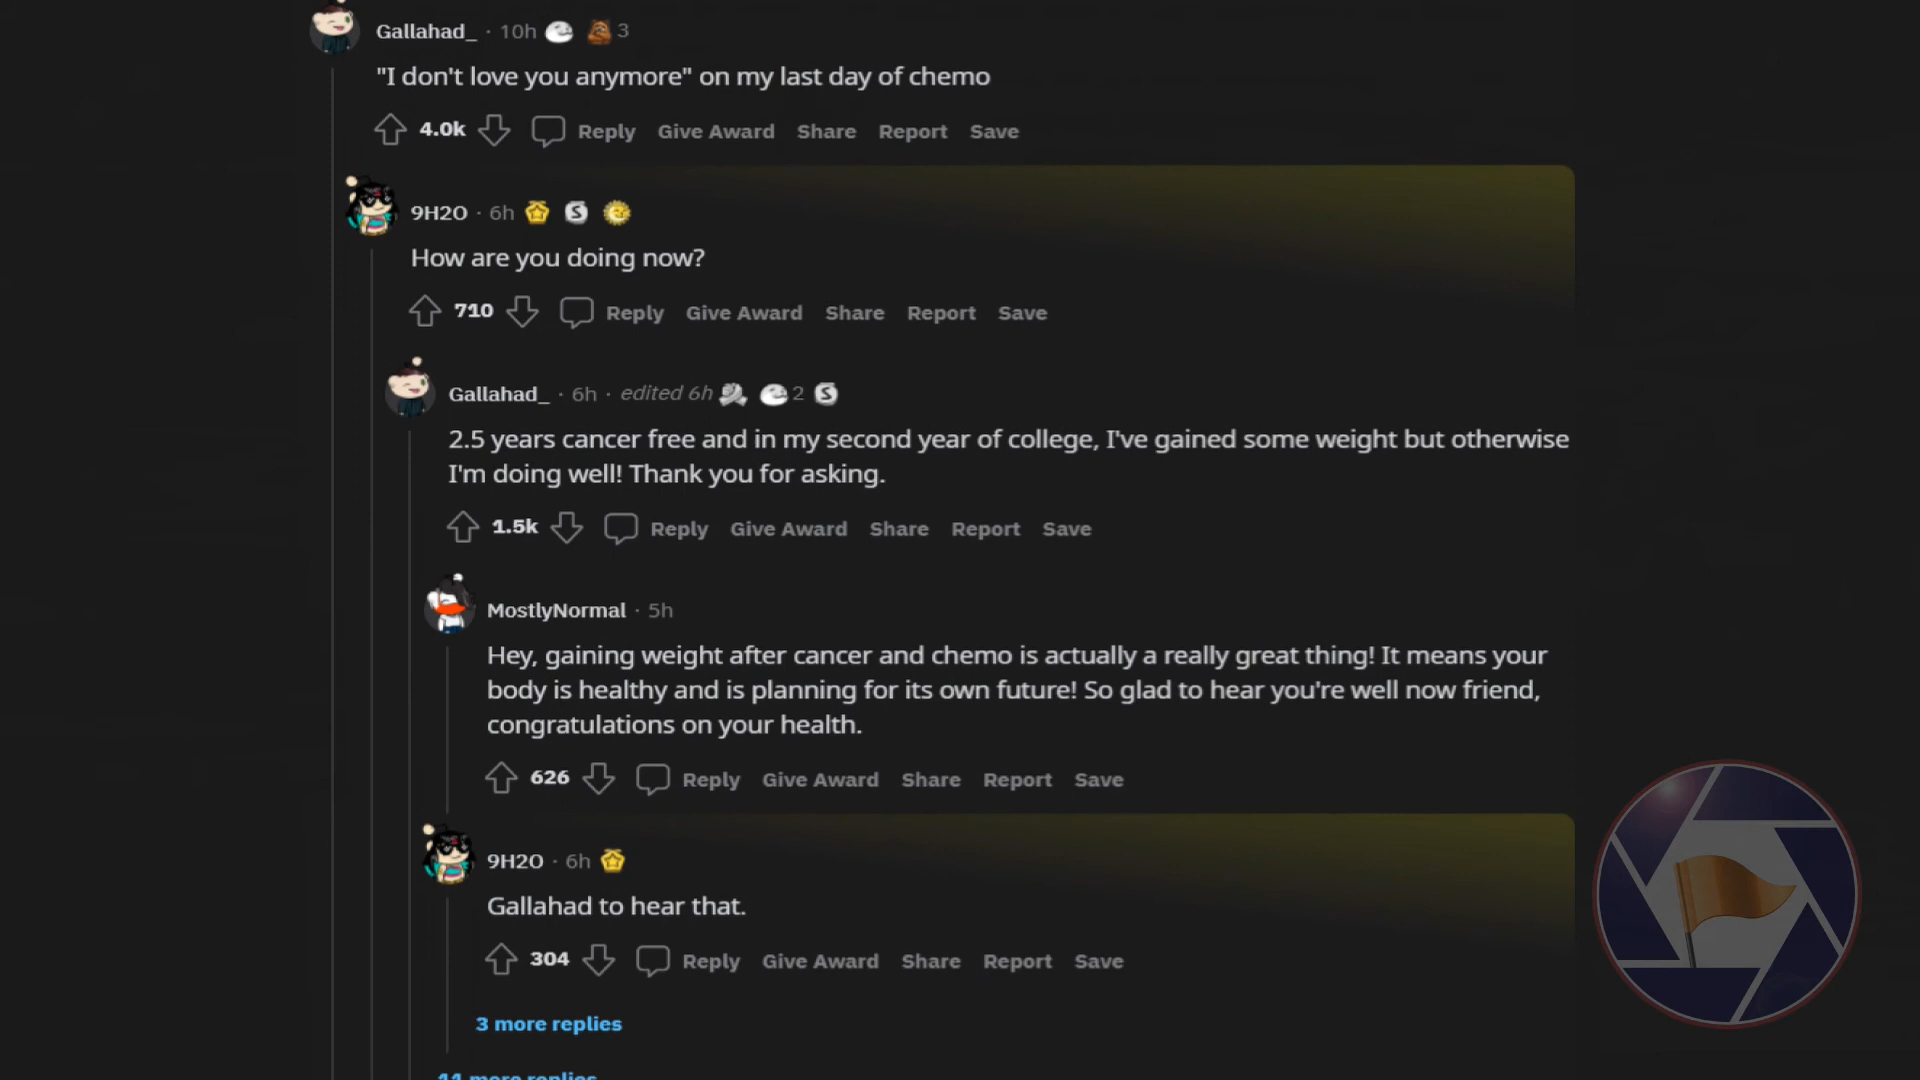 Gallahad_ · 10h 3
"I don't love you anymore" on my last day of chemo
4.0k Reply Give Award Share Report Save
9H2O · 6h
How are you doing now?
710 Reply Give Award Share Report Save
Gallahad_ · 6h · edited 6h 2
2.5 years cancer free and in my second year of college, I've gained some weight but otherwise
I'm doing well! Thank you for asking.
1.5k Reply Give Award Share Report Save
MostlyNormal · 5h
Hey, gaining weight after cancer and chemo is actually a really great thing! It means your
body is healthy and is planning for its own future! So glad to hear you're well now friend,
congratulations on your health.
626 Reply Give Award Share Report Save
9H2O · 6h
Gallahad to hear that.
304 Reply Give Award Share Report Save
3 more replies
11 more replies